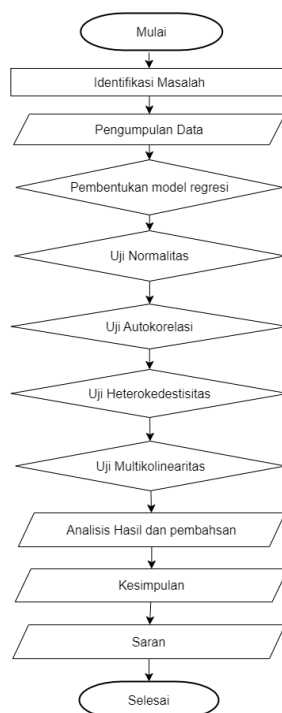 Mulai
Identifikasi Masalah
Pengumpulan Data
Pembentukan model regresi
Uji Normalitas
Uji Autokorelasi
Uji Heterokedestisitas
Uji Multikolinearitas
Analisis Hasil dan pembahsan
Kesimpulan
Saran
Selesai